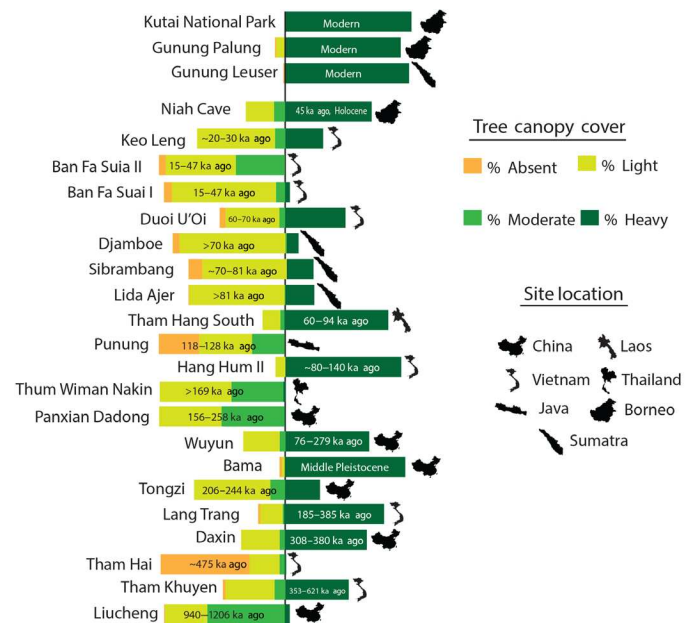 Kutai National Park Modern
Gunung Palung Modern
Gunung Leuser Modern
Niah Cave 45 ka ago, Holocene
Keo Leng ~20–30 ka ago
Ban Fa Suia II 15–47 ka ago
Ban Fa Suai I 15–47 ka ago
Duoi U'Oi 60–70 ka ago
Djamboe >70 ka ago
Sibrambang ~70–81 ka ago
Lida Ajer >81 ka ago
Tham Hang South 60–94 ka ago
Punung 118–128 ka ago
Hang Hum II ~80–140 ka ago
Thum Wiman Nakin >169 ka ago
Panxian Dadong 156–258 ka ago
Wuyun 76–279 ka ago
Bama Middle Pleistocene
Tongzi 206–244 ka ago
Lang Trang 185–385 ka ago
Daxin 308–380 ka ago
Tham Hai ~475 ka ago
Tham Khuyen 353–621 ka ago
Liucheng 940–1206 ka ago
Tree canopy cover
% Absent % Light
% Moderate % Heavy
Site location
China Laos
Vietnam Thailand
Java Borneo
Sumatra